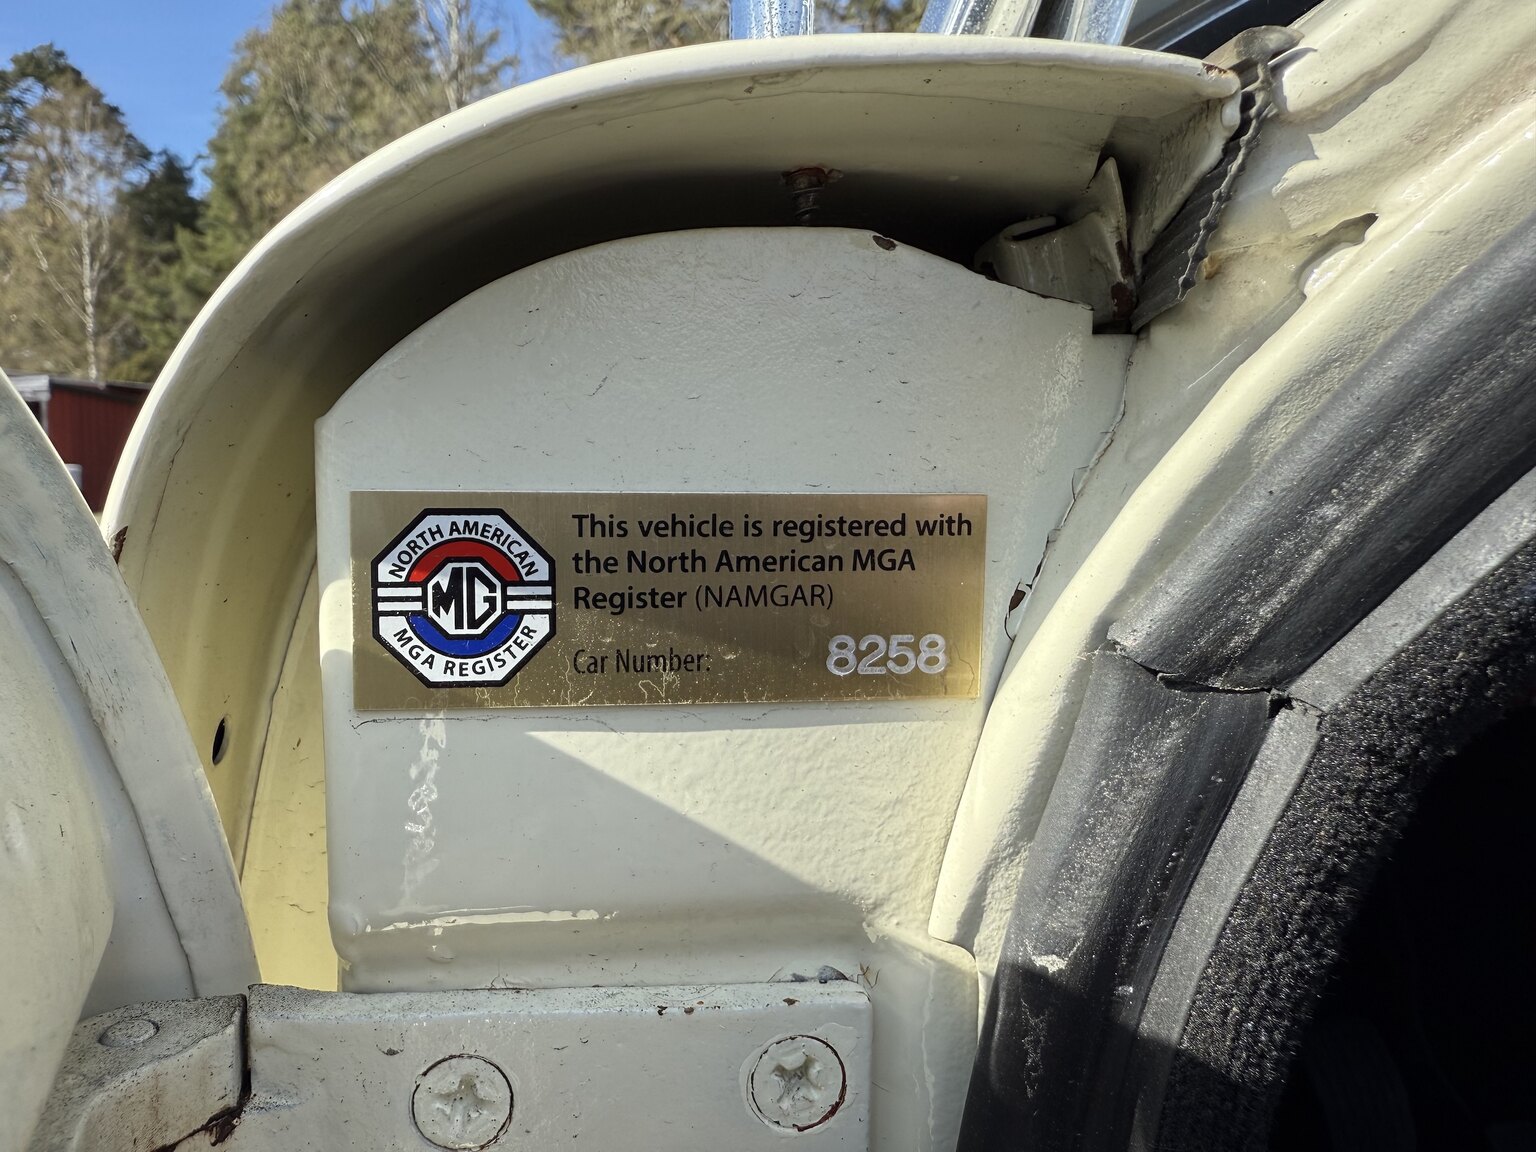 NORTH AMERICAN
MG
MGA REGISTER
This vehicle is registered with
the North American MGA
Register (NAMGAR)
Car Number: 8258